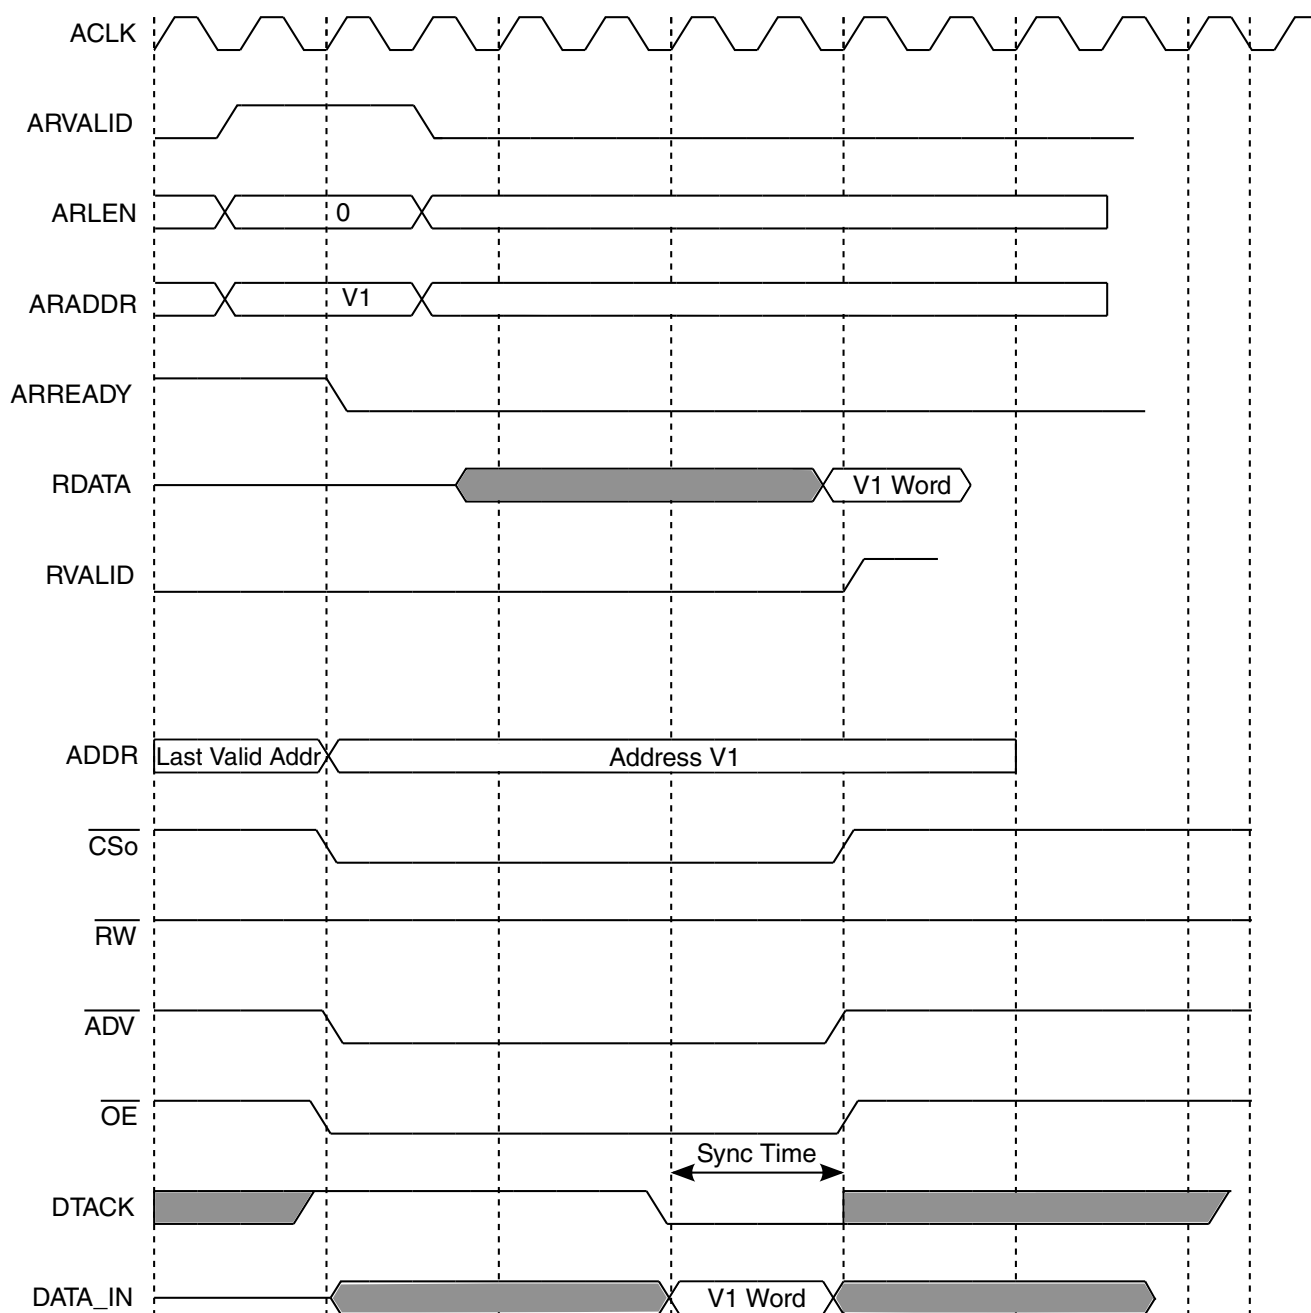 ACLK
ARVALID
ARLEN 0
ARADDR V1
ARREADY
RDATA V1 Word
RVALID
ADDR Last Valid Addr Address V1
CSo
RW
ADV
OE
Sync Time
DTACK
DATA_IN V1 Word